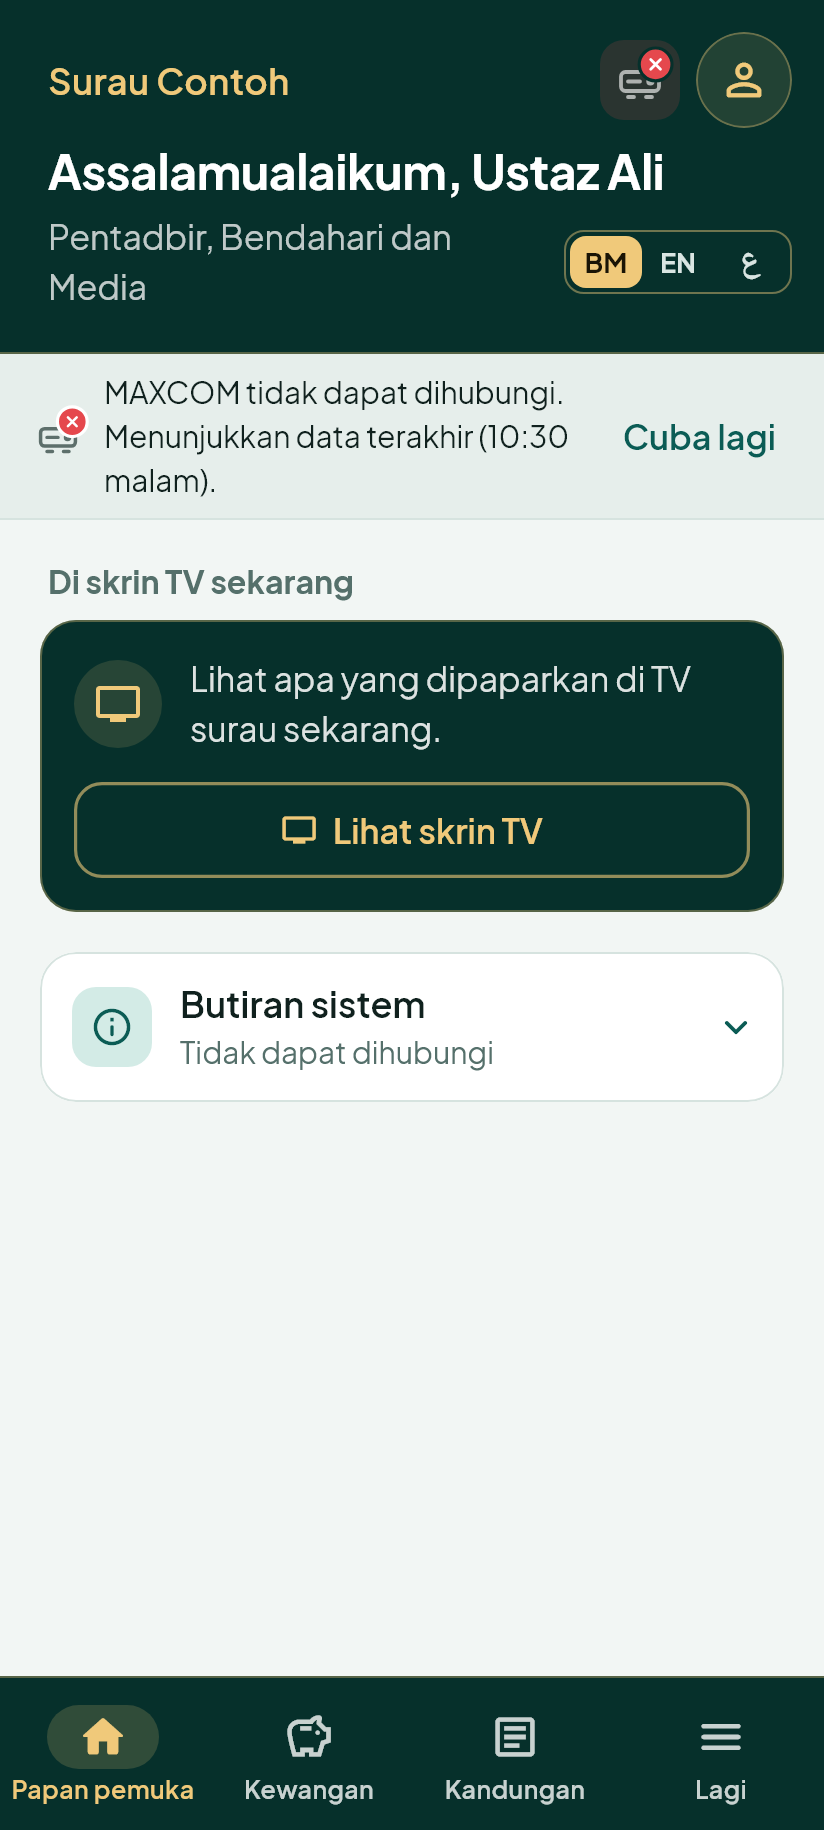 Surau Contoh
Assalamualaikum, Ustaz Ali
Pentadbir, Bendahari dan
Media
BM EN ع
MAXCOM tidak dapat dihubungi.
Menunjukkan data terakhir (10:30
malam).
Cuba lagi
Di skrin TV sekarang
Lihat apa yang dipaparkan di TV
surau sekarang.
Lihat skrin TV
Butiran sistem
Tidak dapat dihubungi
Papan pemuka Kewangan Kandungan Lagi